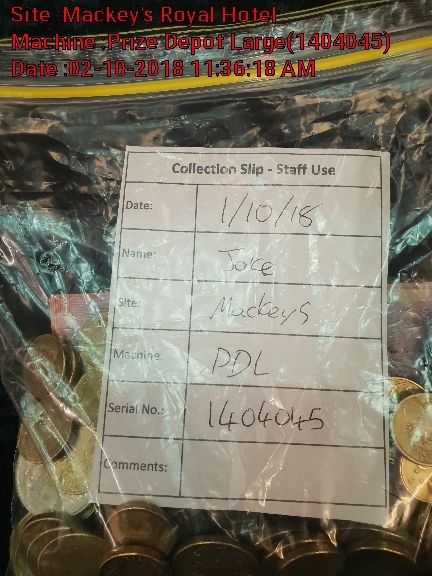 Site Mackey's Royal Hotel
Machine :Prize Depot Large(1404045)
Date :02-10-2018 11:36:18 AM
Collection Slip - Staff Use
Date: 1/10/18
Name: Jake
Site: Mackeys
Machine: PDL
Serial No.: 1404045
Comments: